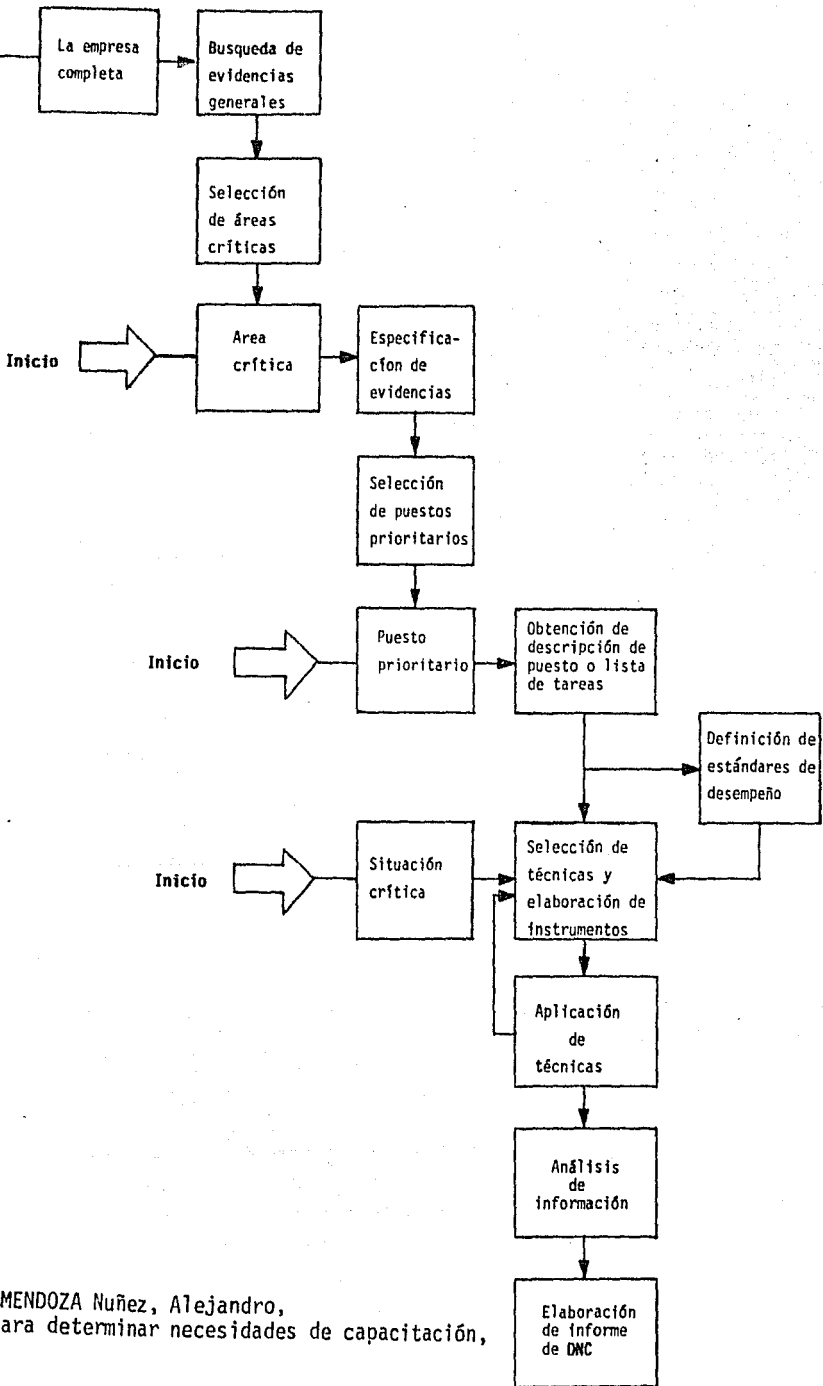 La empresa
completa
Busqueda de
evidencias
generales
Selección
de áreas
críticas
Inicio
Area
crítica
Especifica-
cíon de
evidencias
Selección
de puestos
prioritarios
Inicio
Puesto
prioritario
Obtención de
descripción de
puesto o lista
de tareas
Definición de
estándares de
desempeño
Inicio
Situación
crítica
Selección de
técnicas y
elaboración de
instrumentos
Aplicación
de
técnicas
Análisis
de
información
Elaboración
de informe
de DNC
MENDOZA Nuñez, Alejandro,
ara determinar necesidades de capacitación,